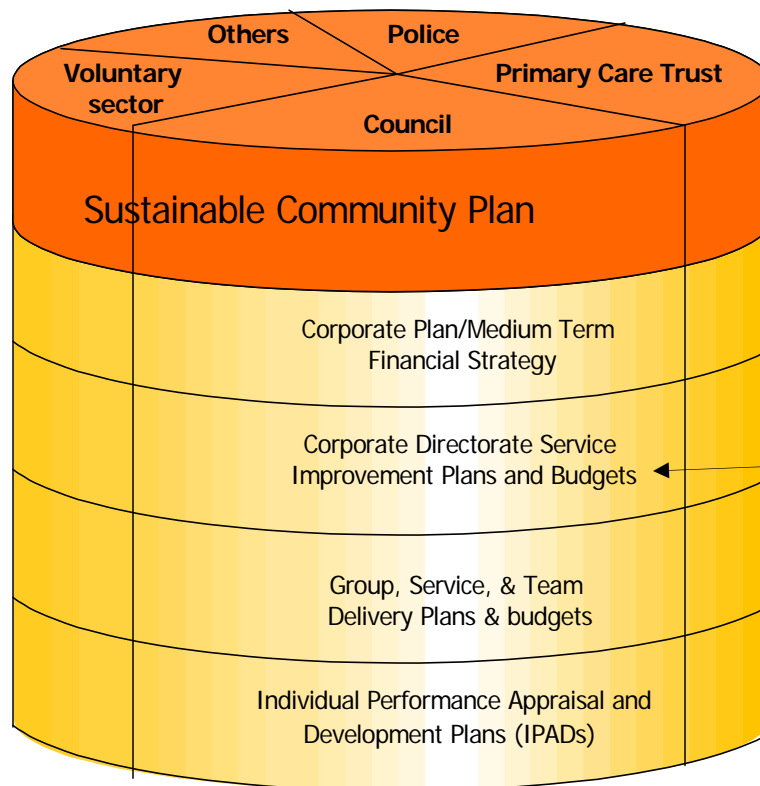 Others
Police
Voluntary
sector
Primary Care Trust
Council
Sustainable Community Plan
Corporate Plan/Medium Term
Financial Strategy
Corporate Directorate Service
Improvement Plans and Budgets
Group, Service, & Team
Delivery Plans & budgets
Individual Performance Appraisal and
Development Plans (IPADs)